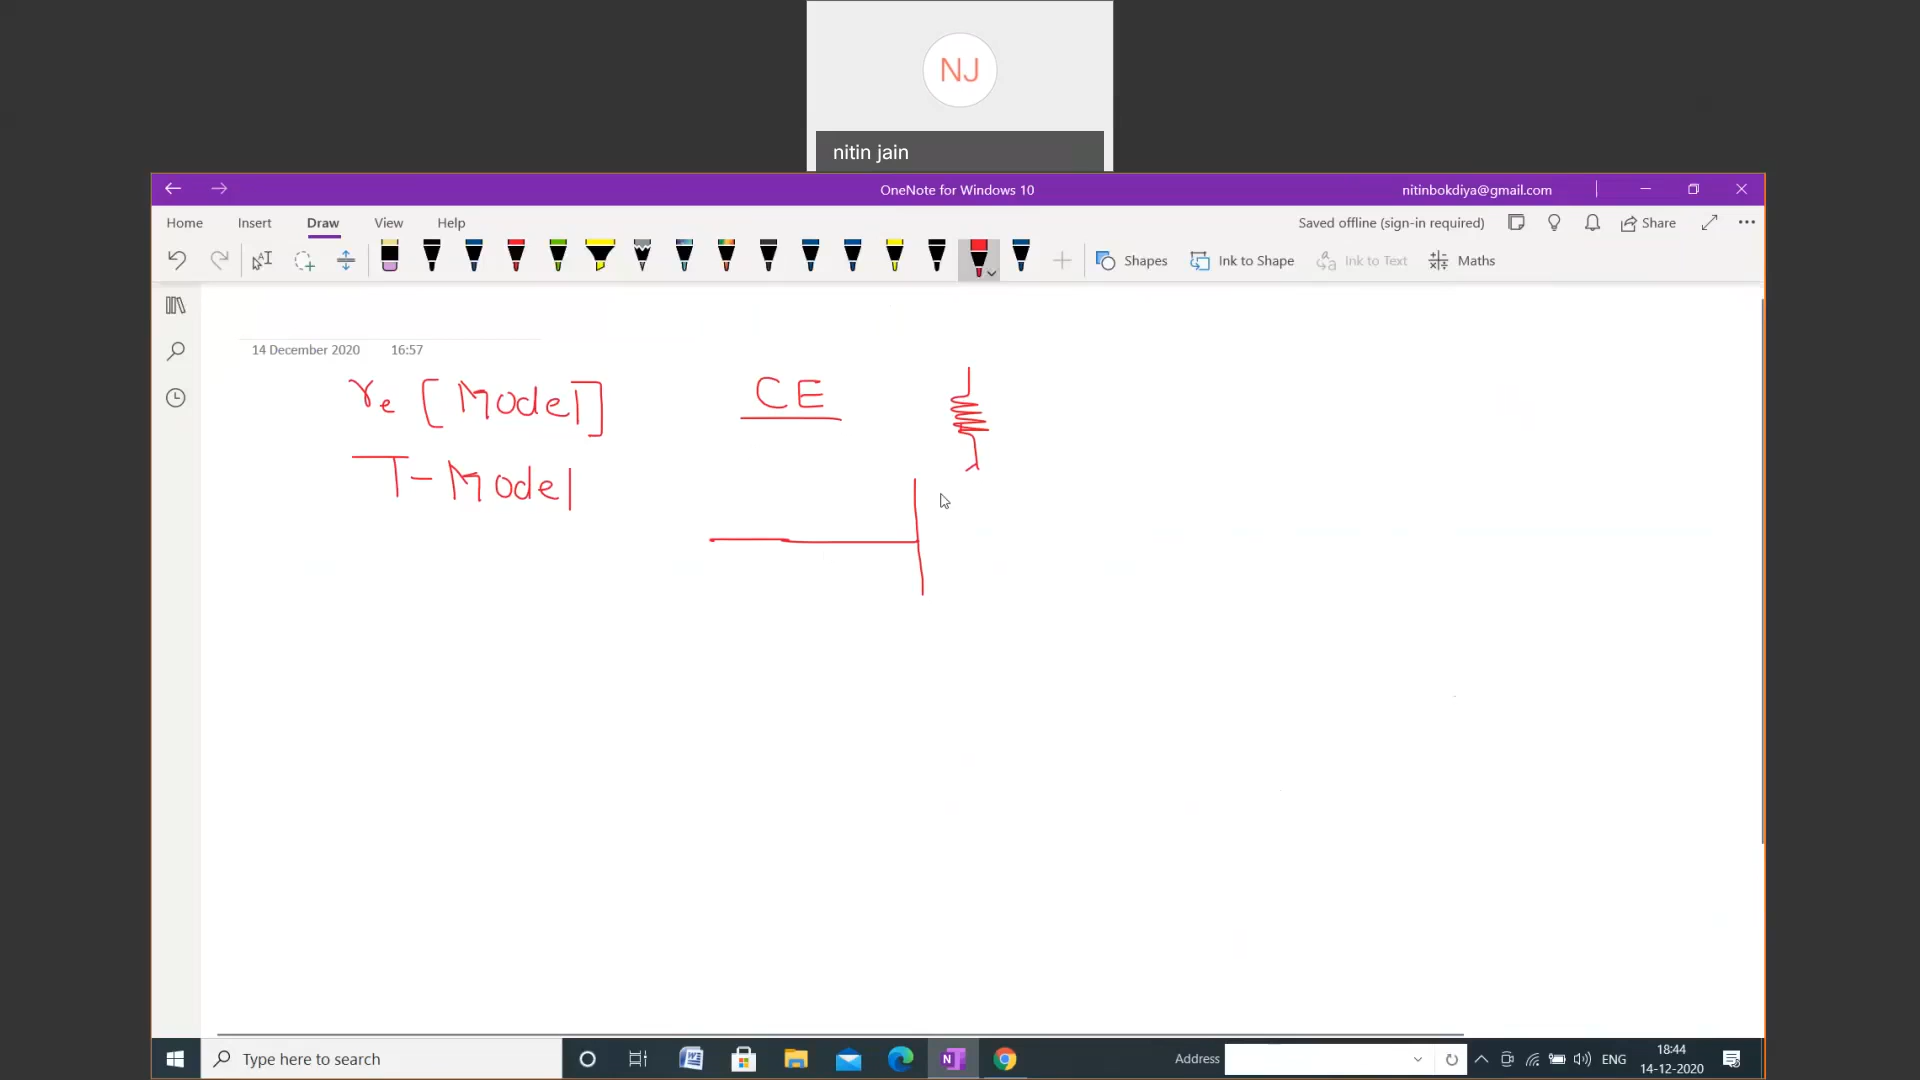 NJ
nitin jain
OneNote for Windows 10
nitinbokdiya@gmail.com
Home Insert Draw View Help
Saved offline (sign-in required)
Share
Shapes
Ink to Shape
Ink to Text
Maths
14 December 2020 16:57
re [Model]
CE
T-Model
Type here to search
Address
ENG
18:44
14-12-2020